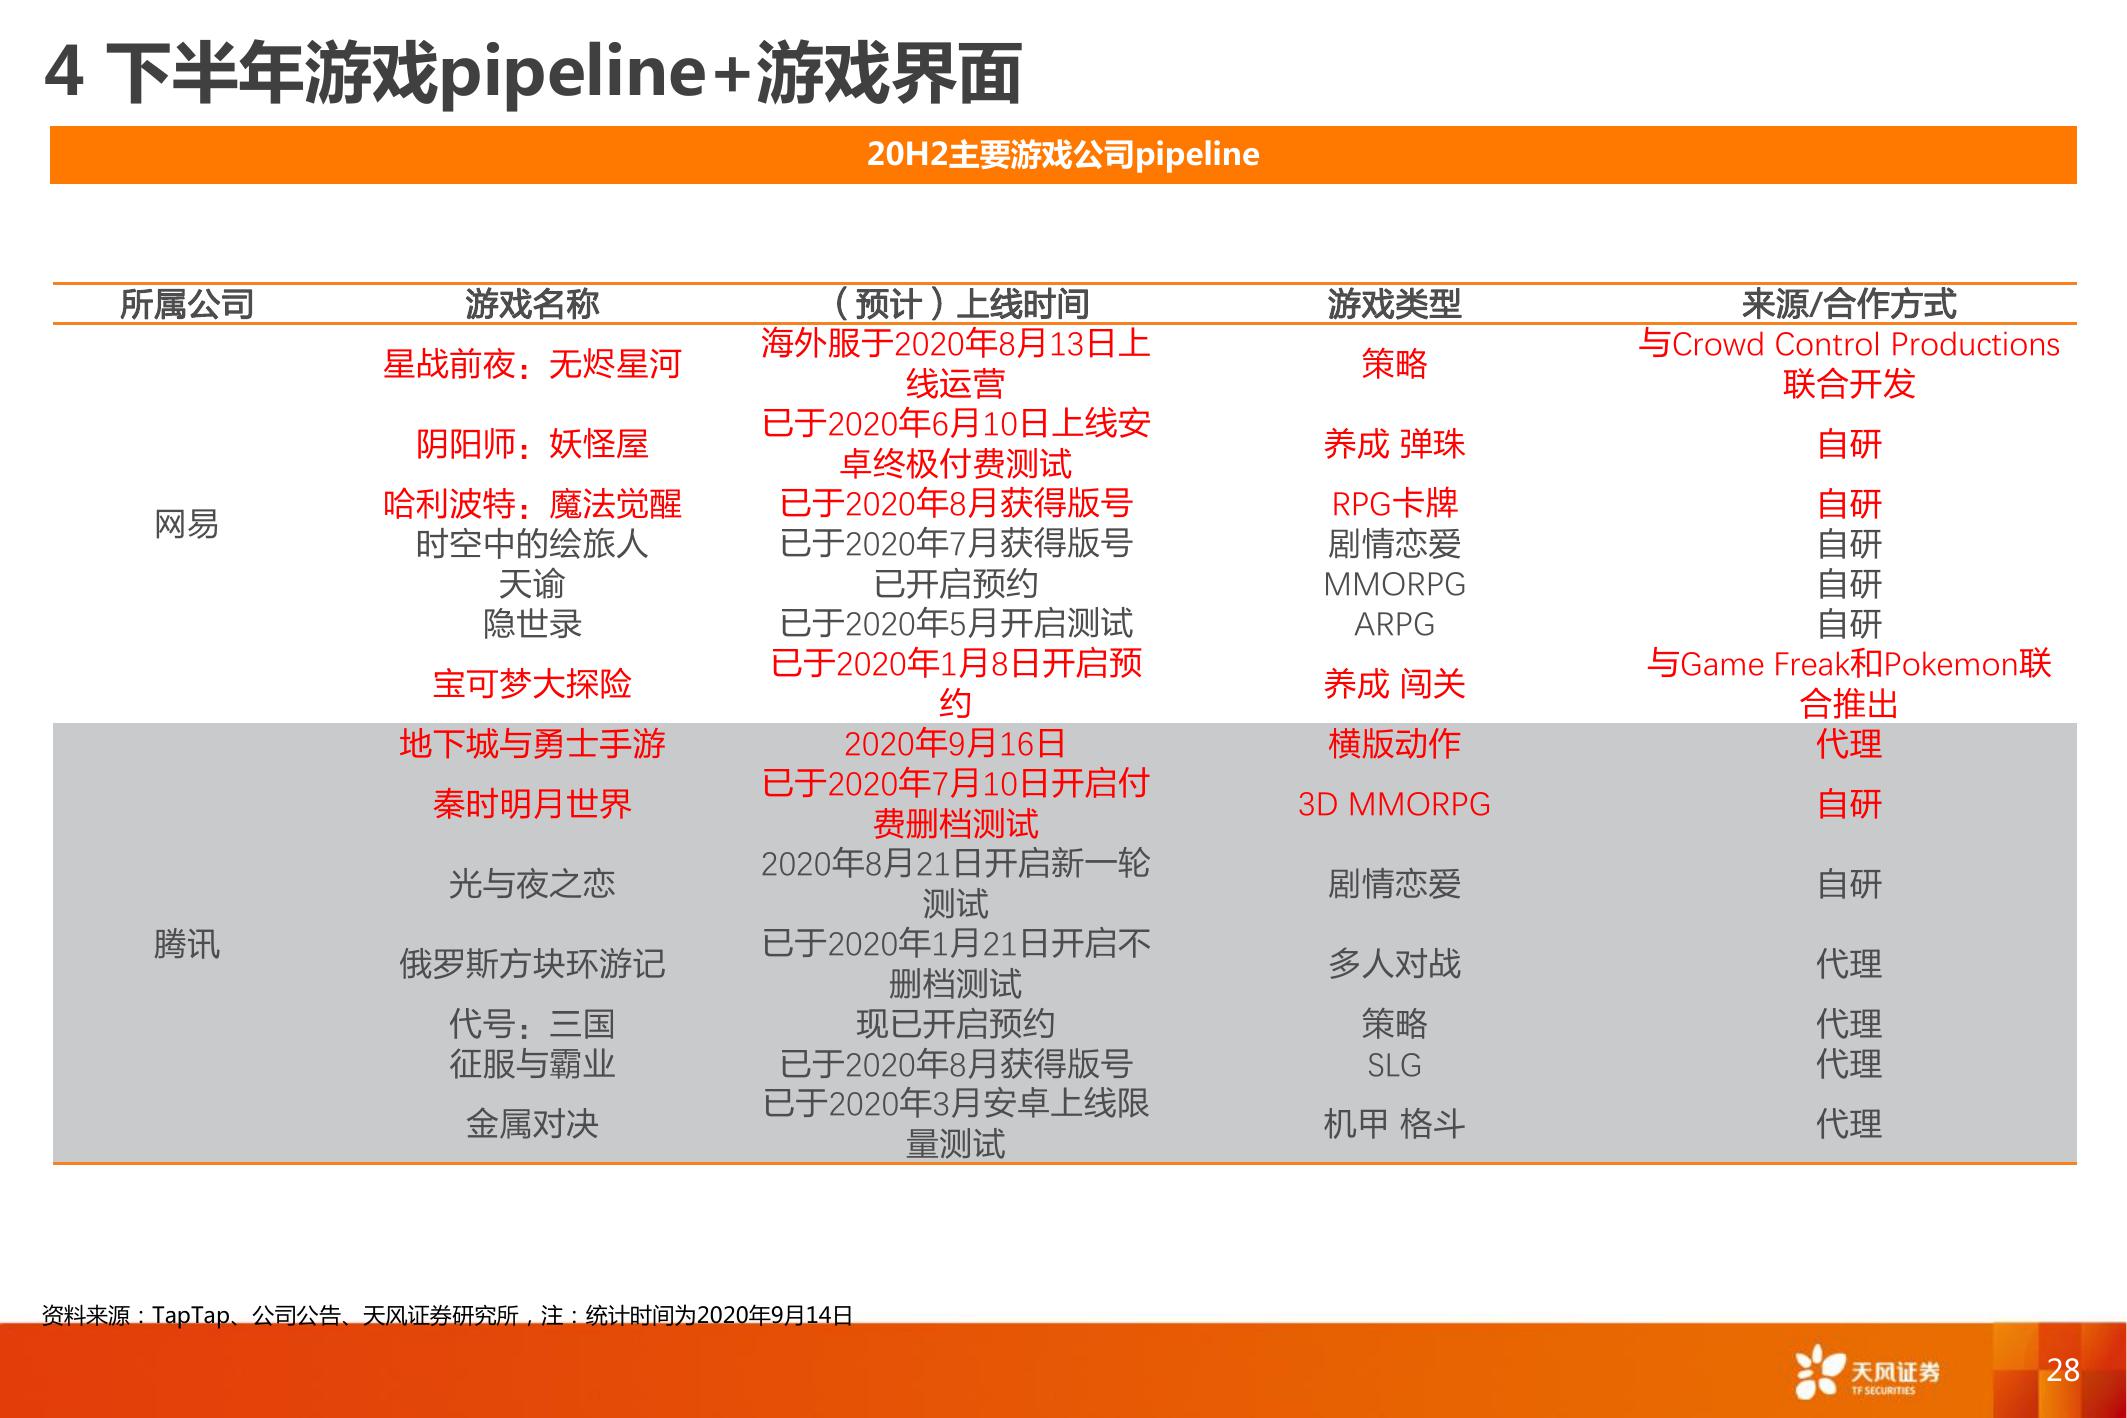 4 下半年游戏pipeline+游戏界面
20H2主要游戏公司pipeline
所属公司 游戏名称 （预计）上线时间 游戏类型 来源/合作方式
网易
星战前夜：无烬星河 海外服于2020年8月13日上线运营 策略 与Crowd Control Productions联合开发
阴阳师：妖怪屋 已于2020年6月10日上线安卓终极付费测试 养成 弹珠 自研
哈利波特：魔法觉醒 已于2020年8月获得版号 RPG卡牌 自研
时空中的绘旅人 已于2020年7月获得版号 剧情恋爱 自研
天谕 已开启预约 MMORPG 自研
隐世录 已于2020年5月开启测试 ARPG 自研
宝可梦大探险 已于2020年1月8日开启预约 养成 闯关 与Game Freak和Pokemon联合推出
腾讯
地下城与勇士手游 2020年9月16日 横版动作 代理
秦时明月世界 已于2020年7月10日开启付费删档测试 3D MMORPG 自研
光与夜之恋 2020年8月21日开启新一轮测试 剧情恋爱 自研
俄罗斯方块环游记 已于2020年1月21日开启不删档测试 多人对战 代理
代号：三国 现已开启预约 策略 代理
征服与霸业 已于2020年8月获得版号 SLG 代理
金属对决 已于2020年3月安卓上线限量测试 机甲 格斗 代理
资料来源：TapTap、公司公告、天风证券研究所，注：统计时间为2020年9月14日
天风证券
TF SECURITIES
28